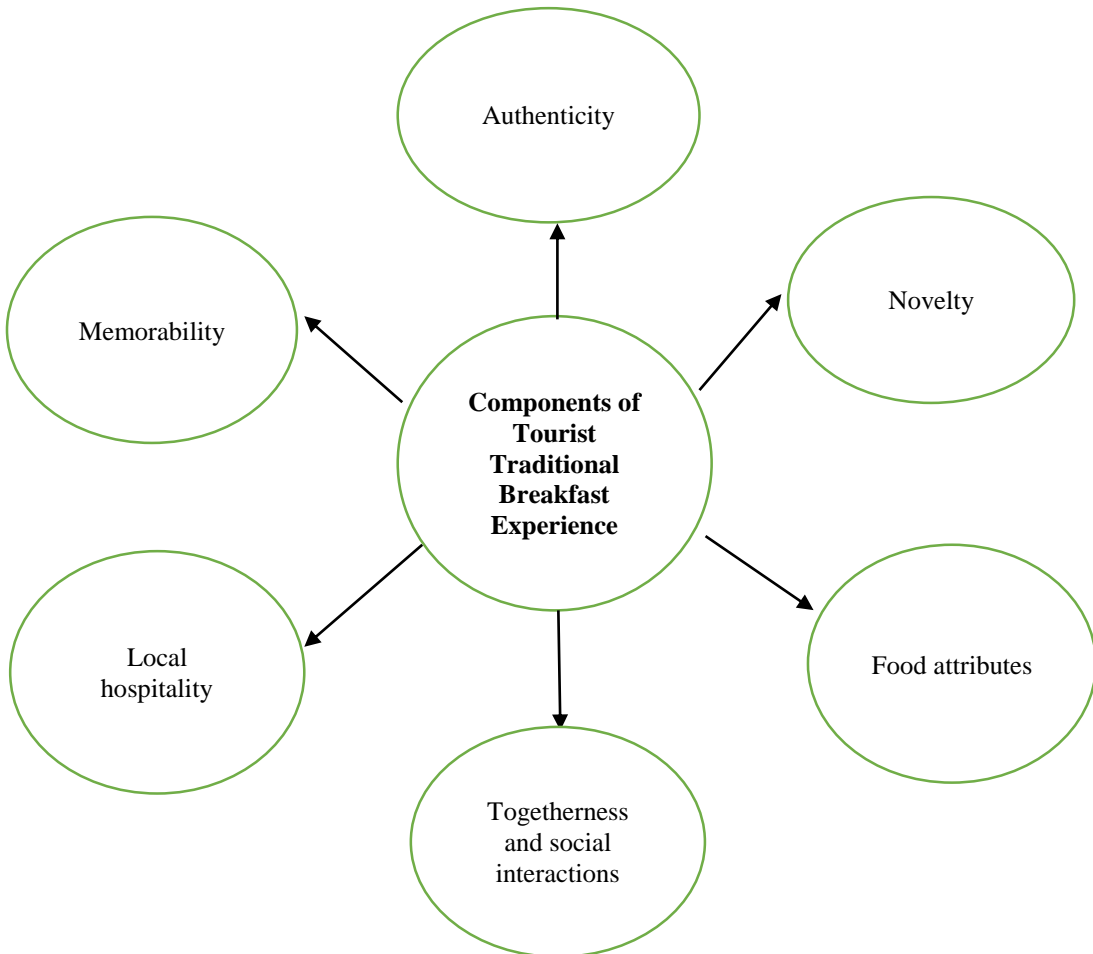 Authenticity
Novelty
Memorability
Components of
Tourist
Traditional
Breakfast
Experience
Local
hospitality
Food attributes
Togetherness
and social
interactions